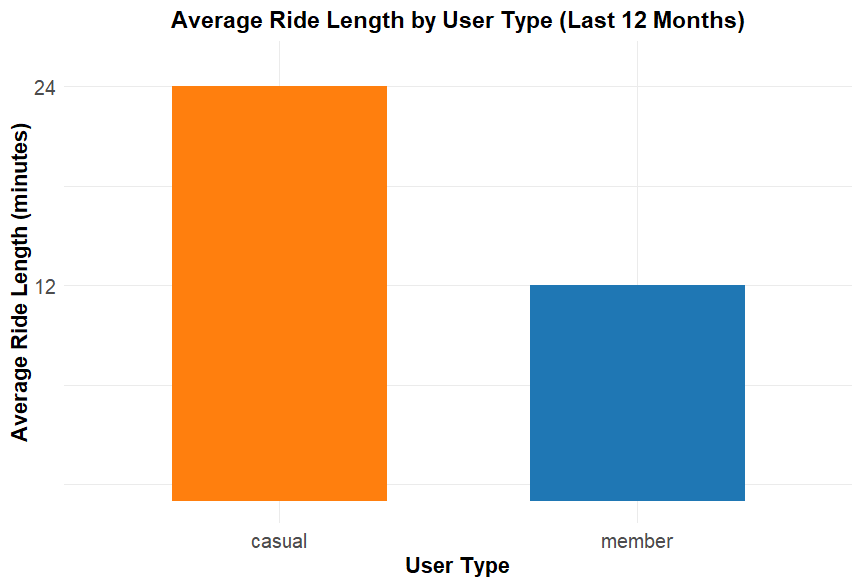 Average Ride Length by User Type (Last 12 Months)
Average Ride Length (minutes)
24
12
casual
member
User Type